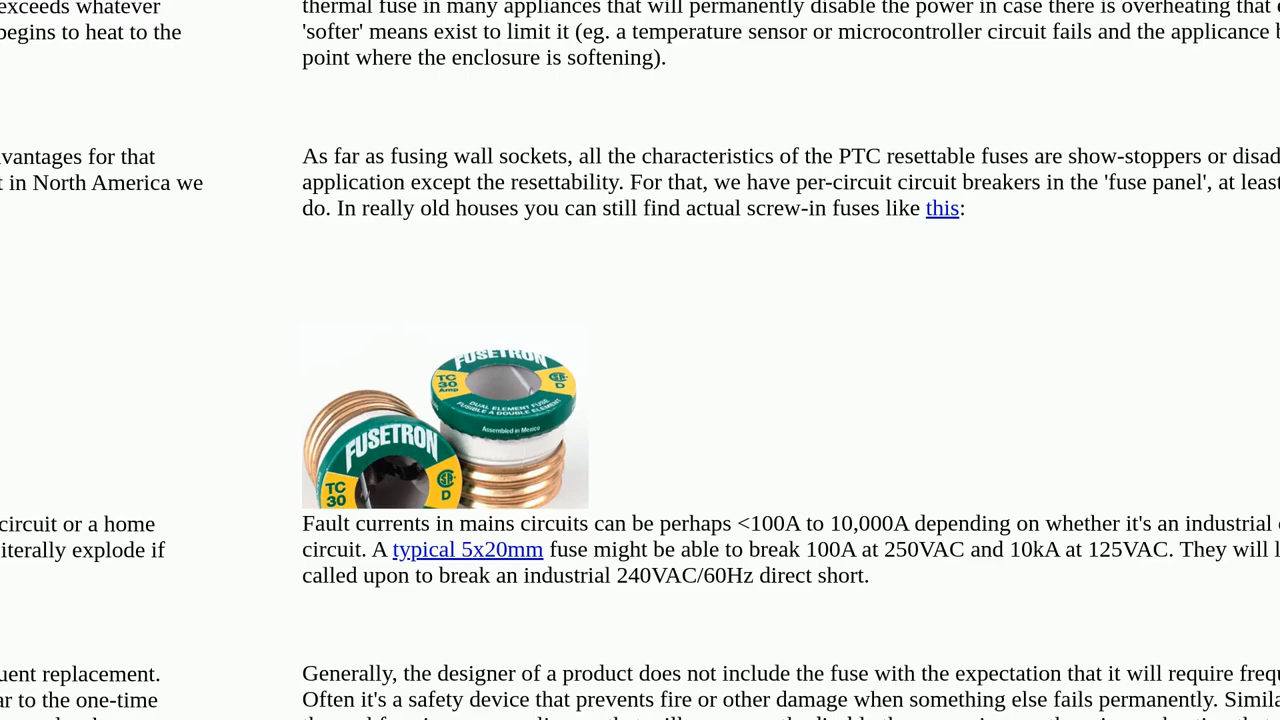 exceeds whatever
begins to heat to the
vantages for that
t in North America we
circuit or a home
iterally explode if
uent replacement.
ar to the one-time
thermal fuse in many appliances that will permanently disable the power in case there is overheating that
'softer' means exist to limit it (eg. a temperature sensor or microcontroller circuit fails and the applicance b
point where the enclosure is softening).
As far as fusing wall sockets, all the characteristics of the PTC resettable fuses are show-stoppers or disad
application except the resettability. For that, we have per-circuit circuit breakers in the 'fuse panel', at least
do. In really old houses you can still find actual screw-in fuses like this:
FUSETRON
TC
30
Amp
SA
D
DUAL ELEMENT FUSE
FUSIBLE A DOUBLE ELEMENT
Assembled in Mexico
FUSETRON
TC
30
SA
D
Fault currents in mains circuits can be perhaps <100A to 10,000A depending on whether it's an industrial
circuit. A typical 5x20mm fuse might be able to break 100A at 250VAC and 10kA at 125VAC. They will l
called upon to break an industrial 240VAC/60Hz direct short.
Generally, the designer of a product does not include the fuse with the expectation that it will require freq
Often it's a safety device that prevents fire or other damage when something else fails permanently. Simila